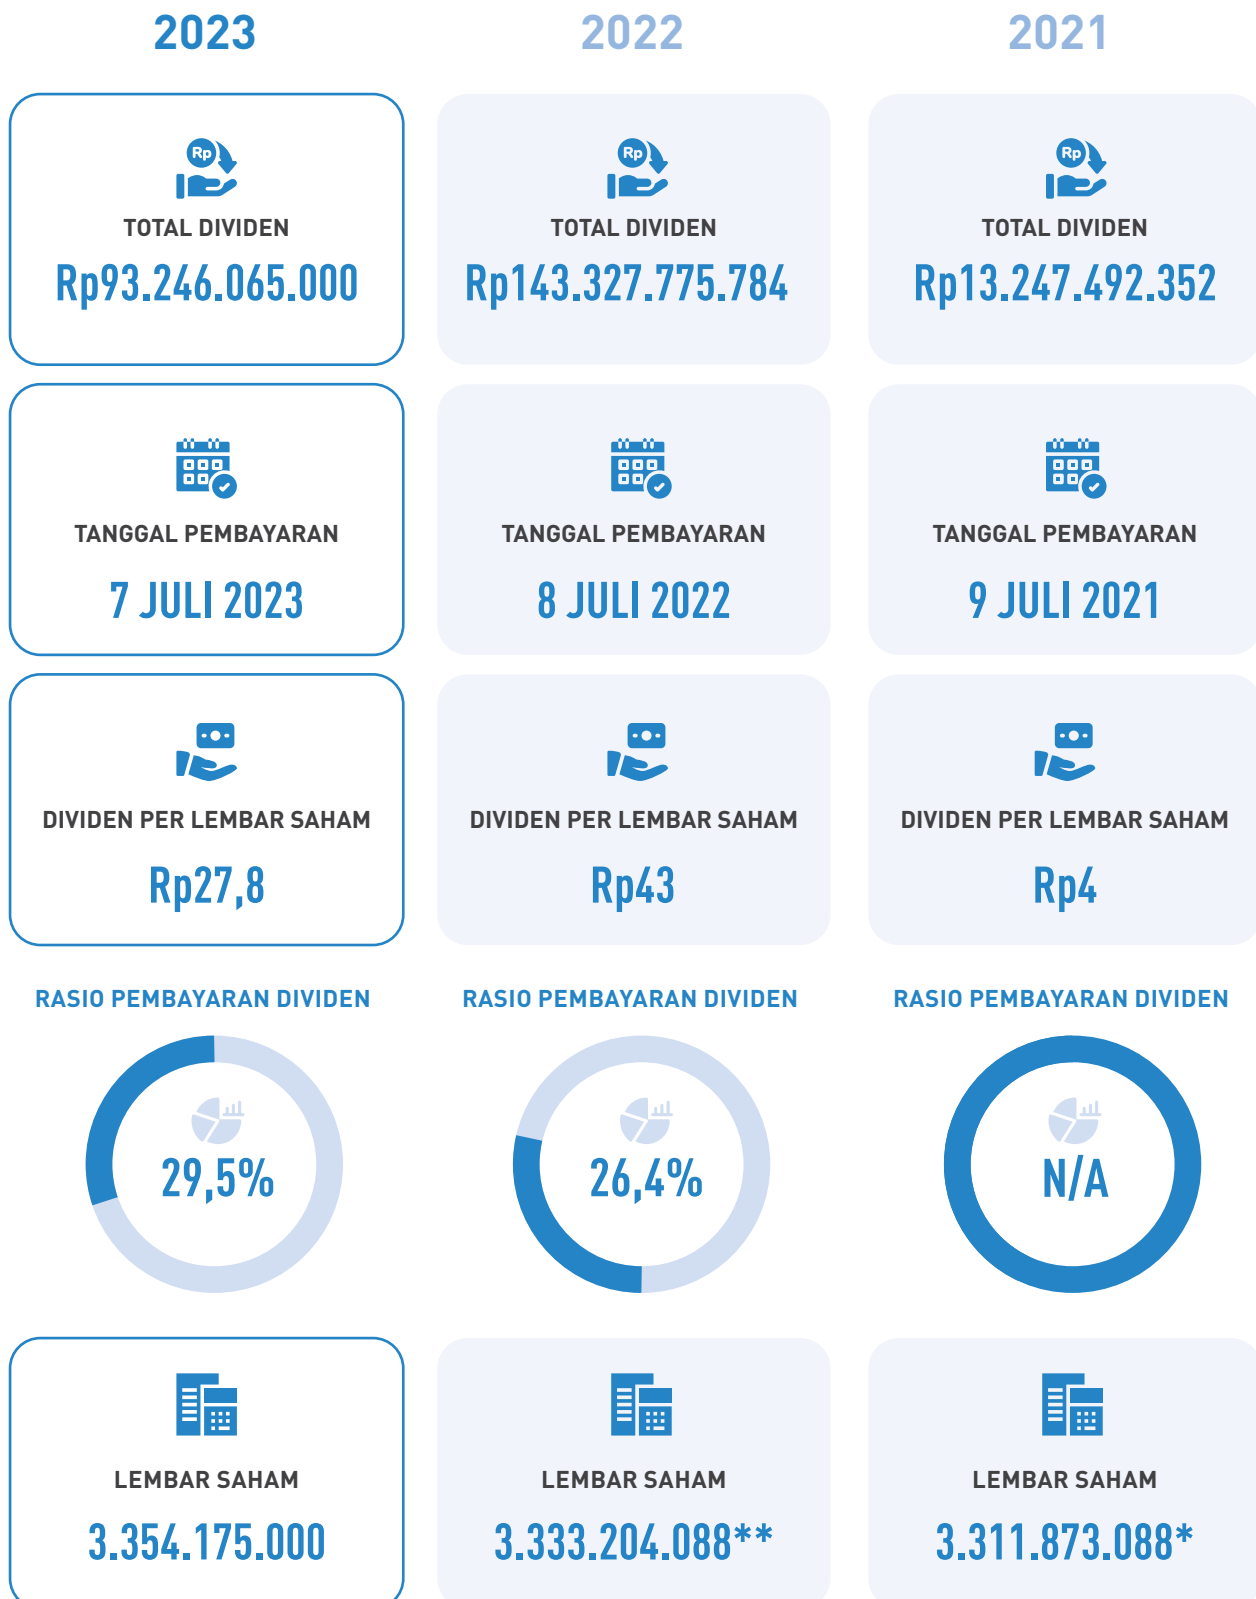 2023
2022
2021
Rp
Rp
Rp
TOTAL DIVIDEN
TOTAL DIVIDEN
TOTAL DIVIDEN
Rp93.246.065.000
Rp143.327.775.784
Rp13.247.492.352
TANGGAL PEMBAYARAN
TANGGAL PEMBAYARAN
TANGGAL PEMBAYARAN
7 JULI 2023
8 JULI 2022
9 JULI 2021
DIVIDEN PER LEMBAR SAHAM
DIVIDEN PER LEMBAR SAHAM
DIVIDEN PER LEMBAR SAHAM
Rp27,8
Rp43
Rp4
RASIO PEMBAYARAN DIVIDEN
RASIO PEMBAYARAN DIVIDEN
RASIO PEMBAYARAN DIVIDEN
29,5%
26,4%
N/A
LEMBAR SAHAM
LEMBAR SAHAM
LEMBAR SAHAM
3.354.175.000
3.333.204.088**
3.311.873.088*